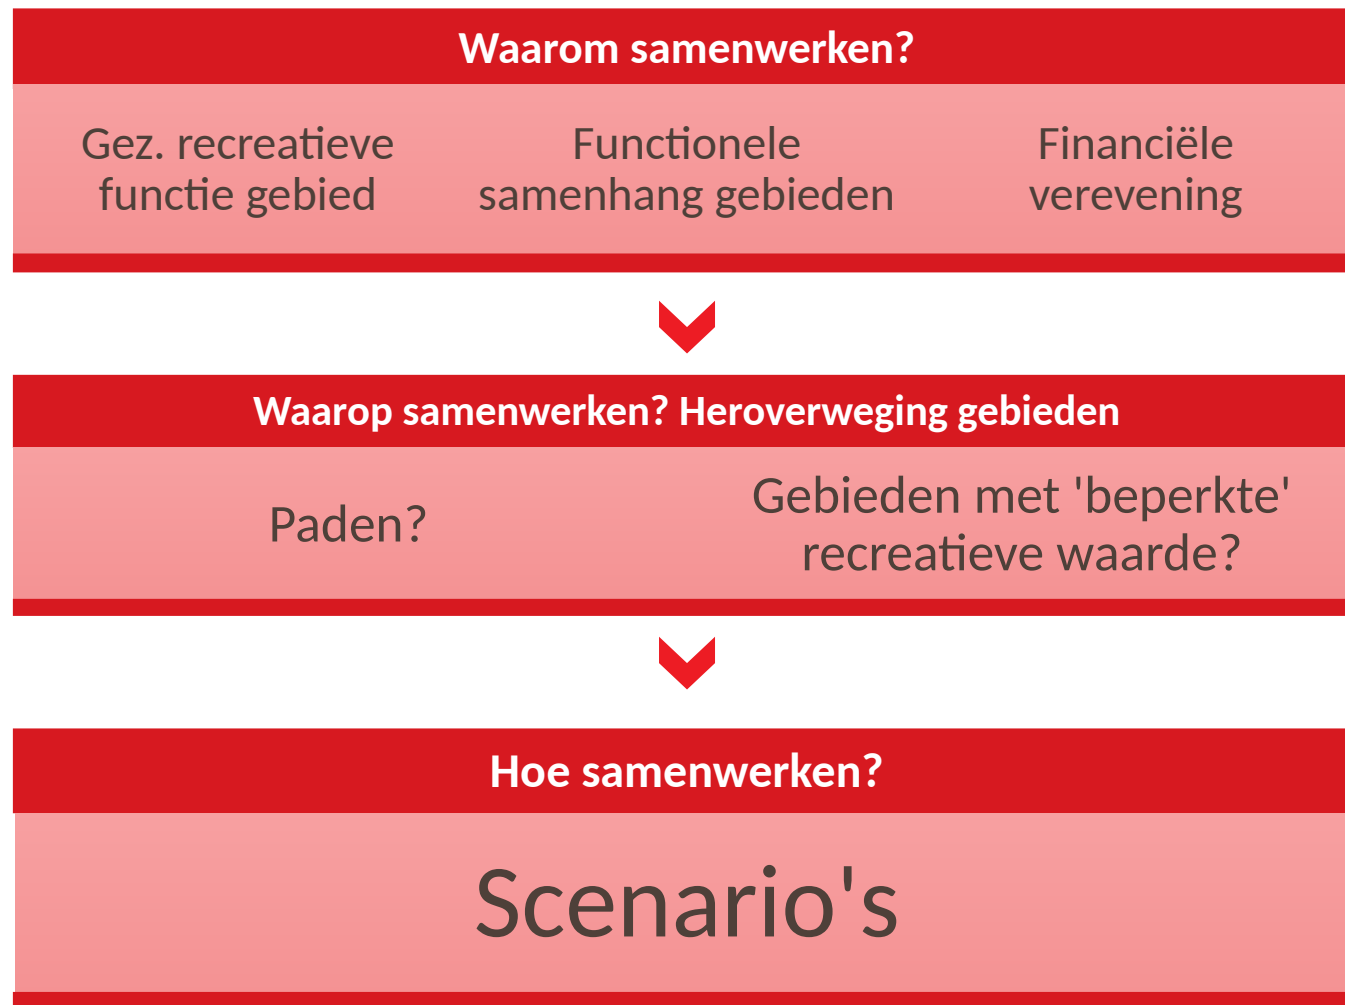 Waarom samenwerken?
Gez. recreatieve
functie gebied
Functionele
samenhang gebieden
Financiële
verevening
Waarop samenwerken? Heroverweging gebieden
Paden?
Gebieden met 'beperkte'
recreatieve waarde?
Hoe samenwerken?
Scenario's